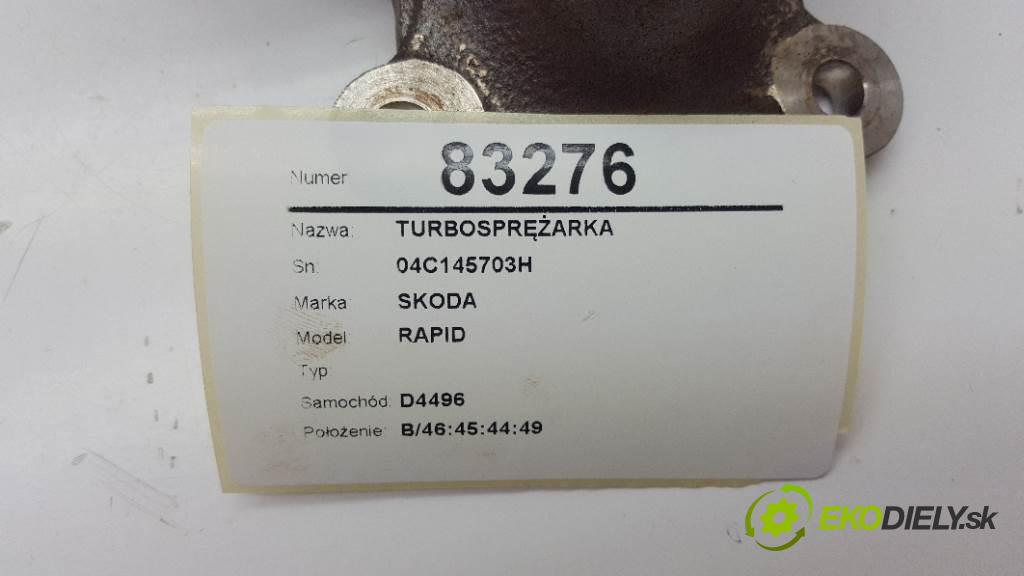 Numer 83276
Nazwa: TURBOSPRĘŻARKA
Sn: 04C145703H
Marka SKODA
Model: RAPID
Typ
Samochód: D4496
Położenie: B/46:45:44:49
EKODIELY.sk